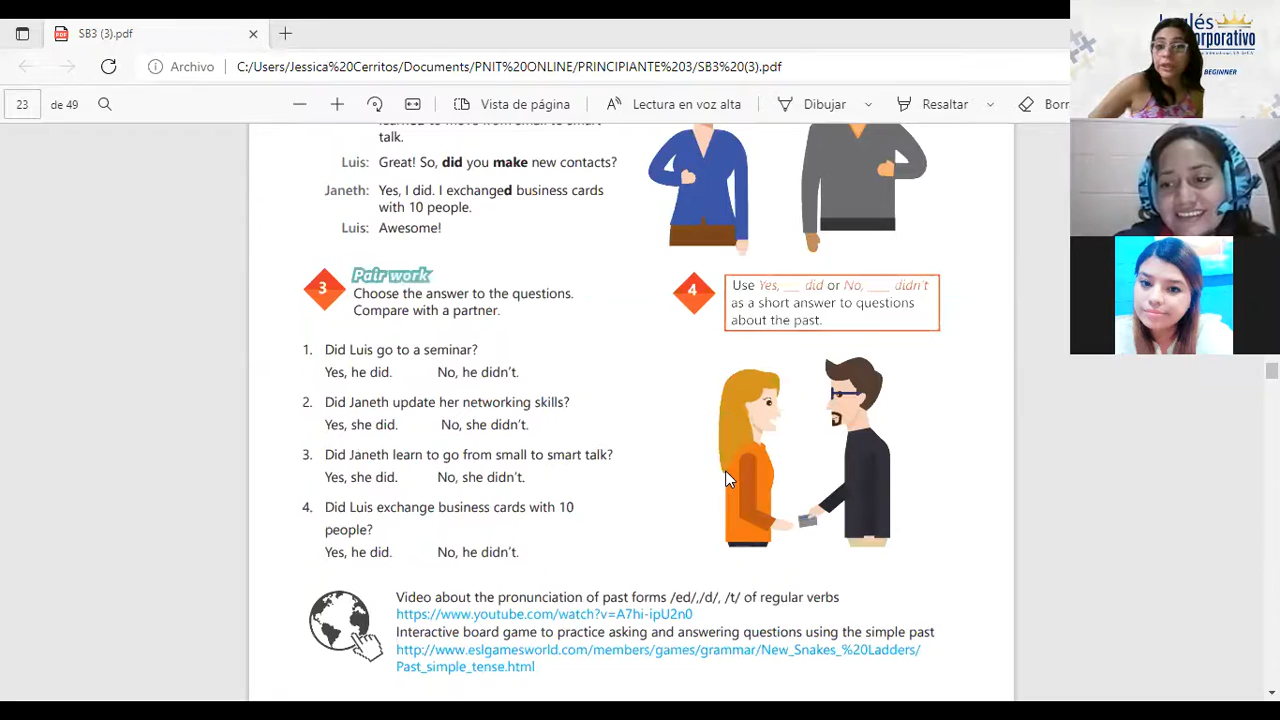 SB3 (3).pdf
Archivo
C:/Users/Jessica%20Cerritos/Documents/PNIT%20ONLINE/PRINCIPIANTE%203/SB3%20(3).pdf
23 de 49
Vista de página
Lectura en voz alta
Dibujar
Resaltar
Borr
talk.
Luis: Great! So, did you make new contacts?
Janeth: Yes, I did. I exchanged business cards
with 10 people.
Luis: Awesome!
3
Pair work
Choose the answer to the questions.
Compare with a partner.
1. Did Luis go to a seminar?
Yes, he did. No, he didn't.
2. Did Janeth update her networking skills?
Yes, she did. No, she didn't.
3. Did Janeth learn to go from small to smart talk?
Yes, she did. No, she didn't.
4. Did Luis exchange business cards with 10
people?
Yes, he did. No, he didn't.
4
Use Yes, ___ did or No, ___ didn't
as a short answer to questions
about the past.
Video about the pronunciation of past forms /ed/,/d/, /t/ of regular verbs
https://www.youtube.com/watch?v=A7hi-ipU2n0
Interactive board game to practice asking and answering questions using the simple past
http://www.eslgamesworld.com/members/games/grammar/New_Snakes_%20Ladders/
Past_simple_tense.html
BEGINNER